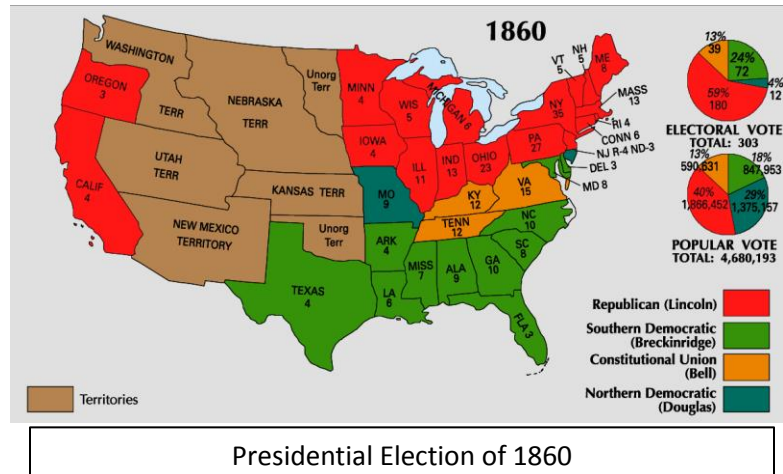 1860
WASHINGTON
TERR
OREGON
3
CALIF
4
NEBRASKA
TERR
UTAH
TERR
NEW MEXICO
TERRITORY
KANSAS TERR
Unorg
Terr
Unorg
Terr
MINN
4
WIS
5
MICHIGAN 6
IOWA
4
ILL
11
IND
13
OHIO
23
PA
27
NY
35
VT
5
NH
5
ME
8
MASS
13
RI 4
CONN 6
NJ R-4 ND-3
DEL 3
MD 8
MO
9
KY
12
VA
15
TENN
12
NC
10
SC
8
GA
10
ALA
9
MISS
7
ARK
4
LA
6
TEXAS
4
FLA 3
13%
39
24%
72
4%
12
59%
180
ELECTORAL VOTE
TOTAL: 303
13%
590,631
18%
847,953
40%
1,866,452
29%
1,375,157
POPULAR VOTE
TOTAL: 4,680,193
Republican (Lincoln)
Southern Democratic
(Breckinridge)
Constitutional Union
(Bell)
Northern Democratic
(Douglas)
Territories
Presidential Election of 1860